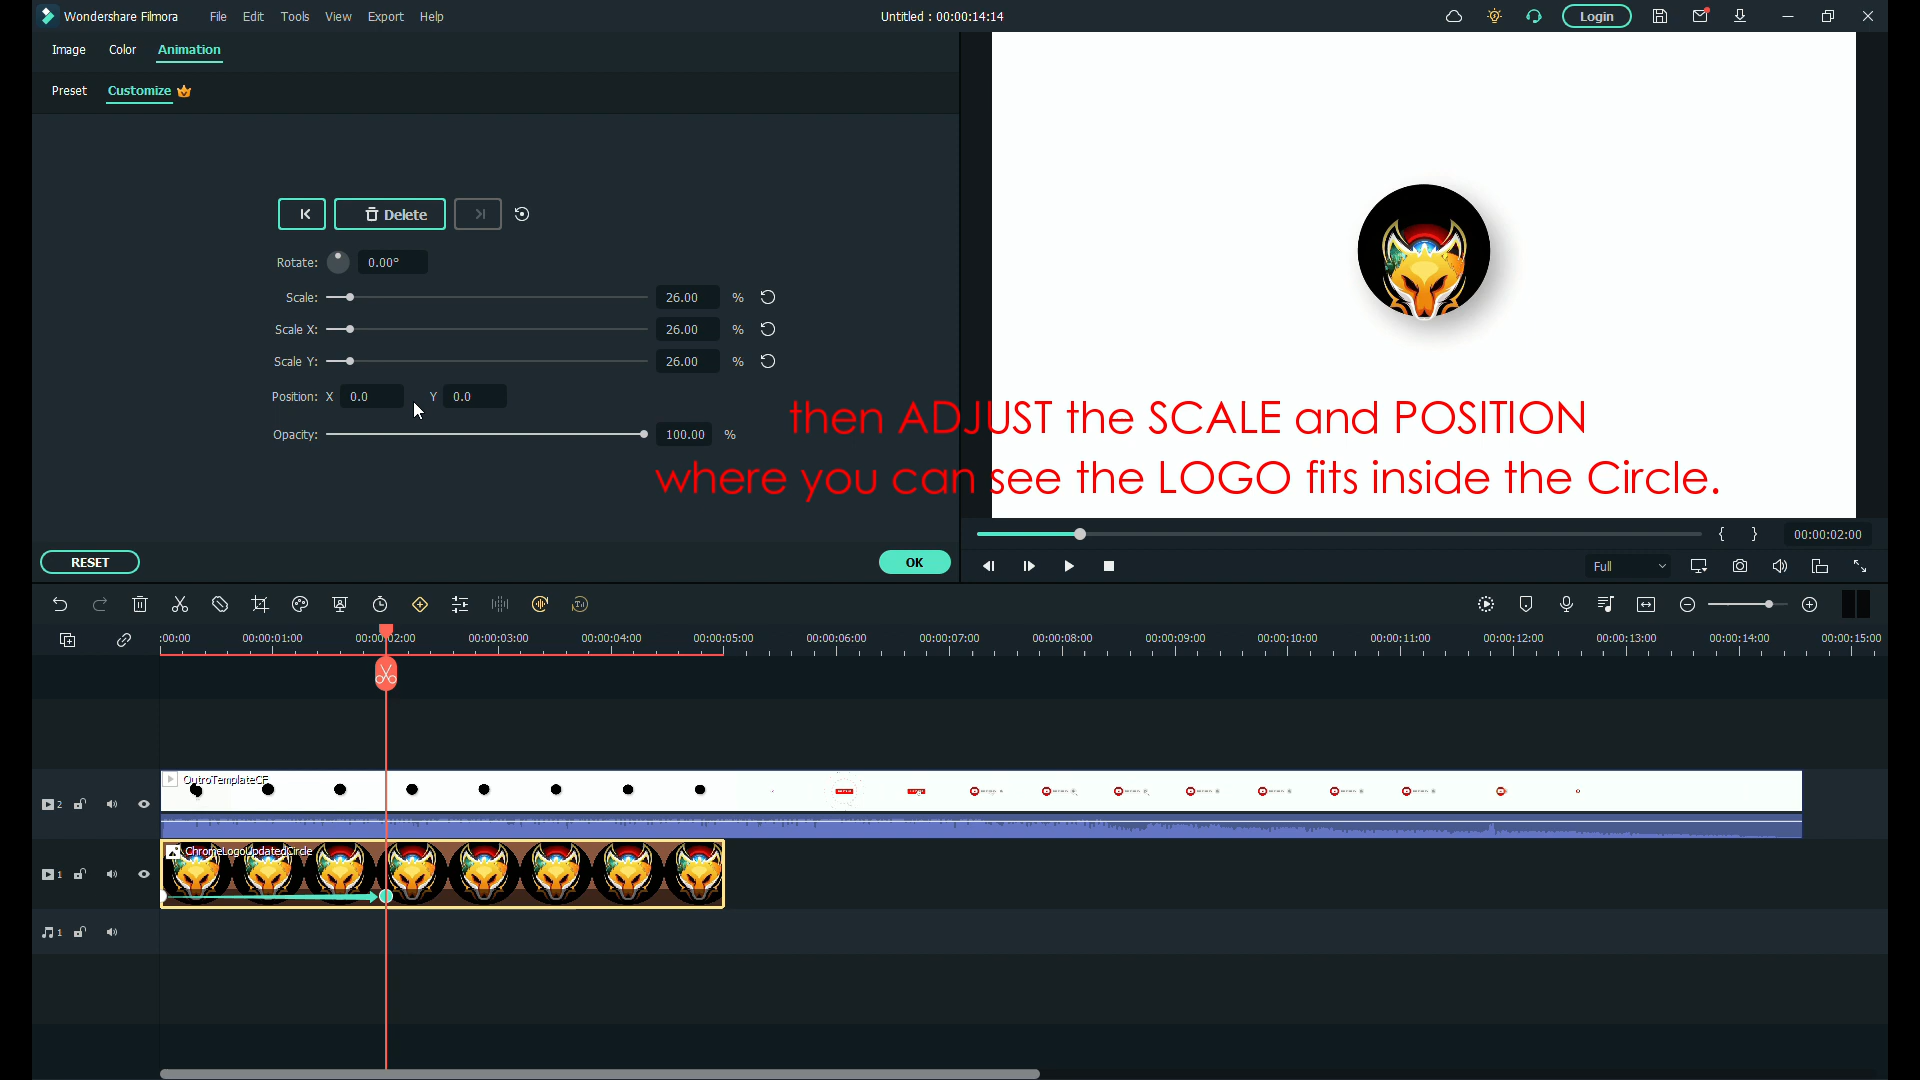 Wondershare Filmora File Edit Tools View Export Help Untitled : 00:00:14:14 Login
Image Color Animation
Preset Customize
Delete
Rotate: 0.00°
Scale: 26.00 %
Scale X: 26.00 %
Scale Y: 26.00 %
Position: X 0.0 Y 0.0
Opacity: 100.00 %
then ADJUST the SCALE and POSITION
where you can see the LOGO fits inside the Circle.
{ } 00:00:02:00
RESET OK
Full
:00:00 00:00:01:00 00:00:02:00 00:00:03:00 00:00:04:00 00:00:05:00 00:00:06:00 00:00:07:00 00:00:08:00 00:00:09:00 00:00:10:00 00:00:11:00 00:00:12:00 00:00:13:00 00:00:14:00 00:00:15:00
OutroTemplateCF
2
ChromeLogoUpdatedCircle
1
1